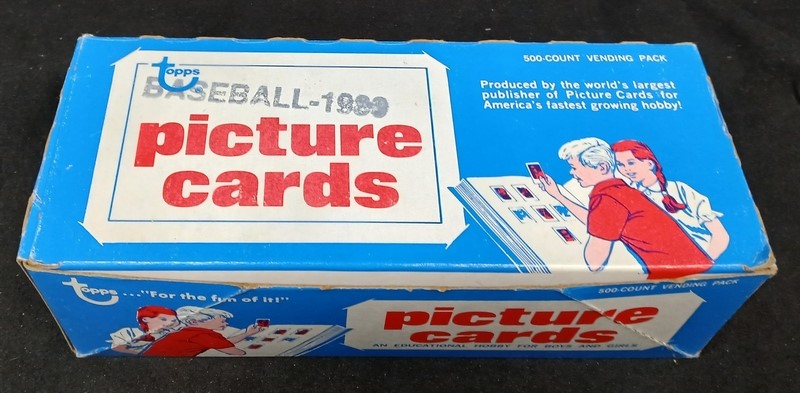 topps
BASEBALL-1989
picture
cards
500-COUNT VENDING PACK
Produced by the world's largest
publisher of Picture Cards for
America's fastest growing hobby!
topps ..."For the fun of it!"
500-COUNT VENDING PACK
picture
cards
AN EDUCATIONAL HOBBY FOR BOYS AND GIRLS